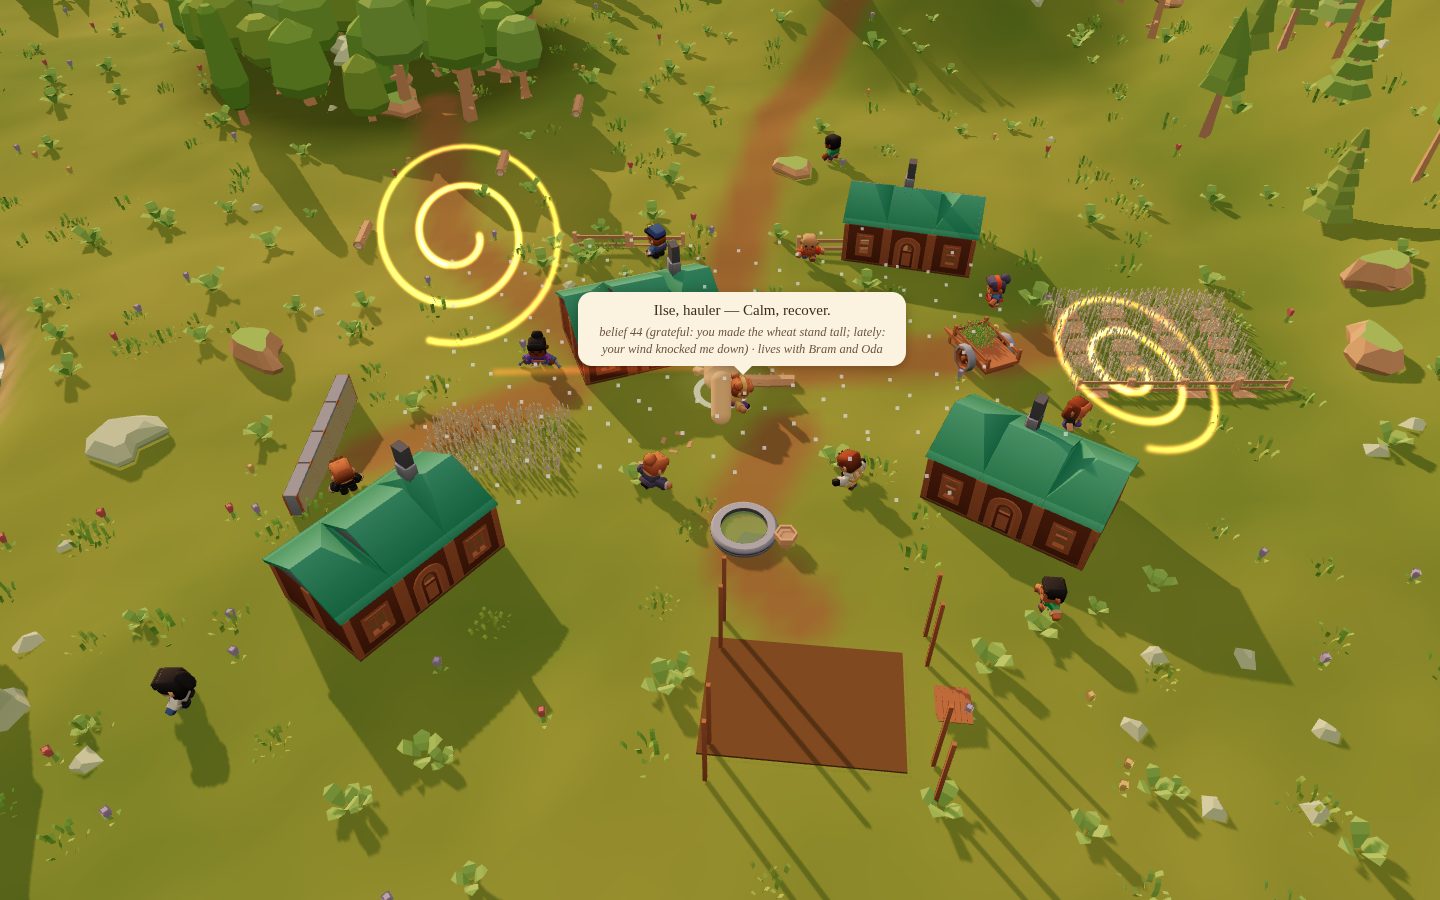 Ilse, hauler — Calm, recover.
belief 44 (grateful: you made the wheat stand tall; lately:
your wind knocked me down) · lives with Bram and Oda